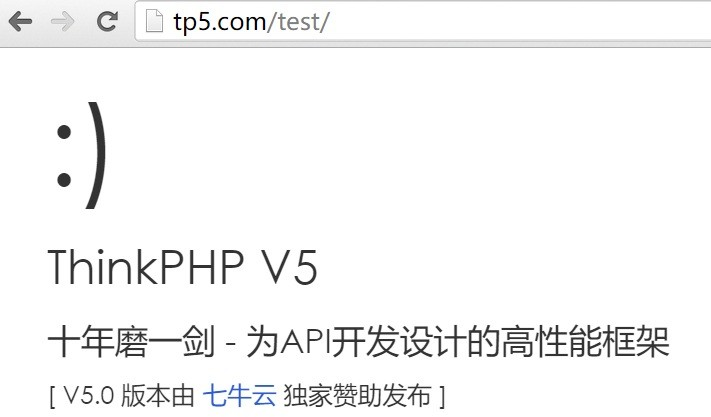 tp5.com/test/
:)
ThinkPHP V5
十年磨一剑 - 为API开发设计的高性能框架
[ V5.0 版本由 七牛云 独家赞助发布 ]